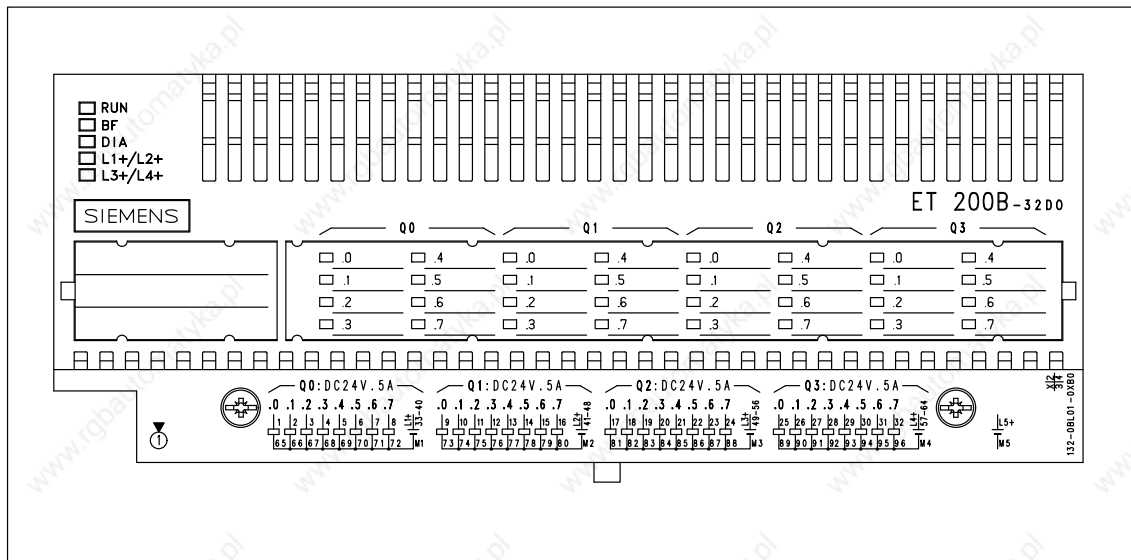 RUN
BF
DIA
L1+/L2+
L3+/L4+
SIEMENS
ET 200B-32DO
Q0 Q1 Q2 Q3
.0 .4 .0 .4 .0 .4 .0 .4
.1 .5 .1 .5 .1 .5 .1 .5
.2 .6 .2 .6 .2 .6 .2 .6
.3 .7 .3 .7 .3 .7 .3 .7
Q0:DC24V.5A Q1:DC24V.5A Q2:DC24V.5A Q3:DC24V.5A
.0 .1 .2 .3 .4 .5 .6 .7 .0 .1 .2 .3 .4 .5 .6 .7 .0 .1 .2 .3 .4 .5 .6 .7 .0 .1 .2 .3 .4 .5 .6 .7
1 2 3 4 5 6 7 8 L1+ 33-40 9 10 11 12 13 14 15 16 L2+ 41-48 17 18 19 20 21 22 23 24 L3+ 49-56 25 26 27 28 29 30 31 32 L4+ 57-64 L5+
65 66 67 68 69 70 71 72 M1 73 74 75 76 77 78 79 80 M2 81 82 83 84 85 86 87 88 M3 89 90 91 92 93 94 95 96 M4 M5
1
X 2
3 4
132-0BL01-0XB0
www.rgbautomatyka.pl